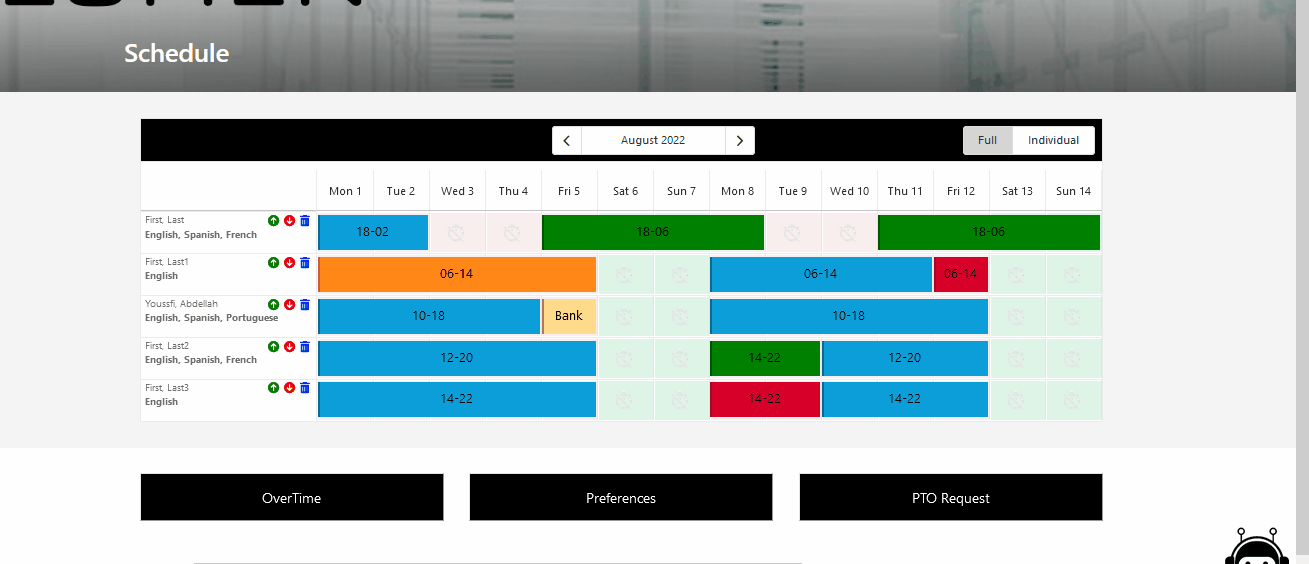 Schedule
August 2022
Full Individual
Mon 1 Tue 2 Wed 3 Thu 4 Fri 5 Sat 6 Sun 7 Mon 8 Tue 9 Wed 10 Thu 11 Fri 12 Sat 13 Sun 14
First, Last
English, Spanish, French
18-02 18-06 18-06
First, Last1
English
06-14 06-14 06-14
Youssfi, Abdellah
English, Spanish, Portuguese
10-18 Bank 10-18
First, Last2
English, Spanish, French
12-20 14-22 12-20
First, Last3
English
14-22 14-22 14-22
OverTime Preferences PTO Request